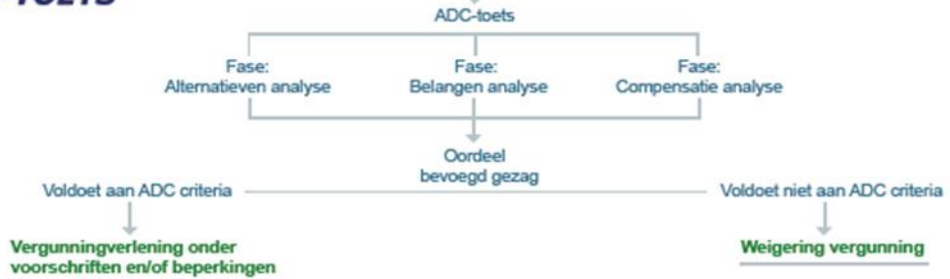 TOETS
ADC-toets
Fase:
Alternatieven analyse
Fase:
Belangen analyse
Fase:
Compensatie analyse
Oordeel
bevoegd gezag
Voldoet aan ADC criteria
Voldoet niet aan ADC criteria
Vergunningverlening onder
voorschriften en/of beperkingen
Weigering vergunning